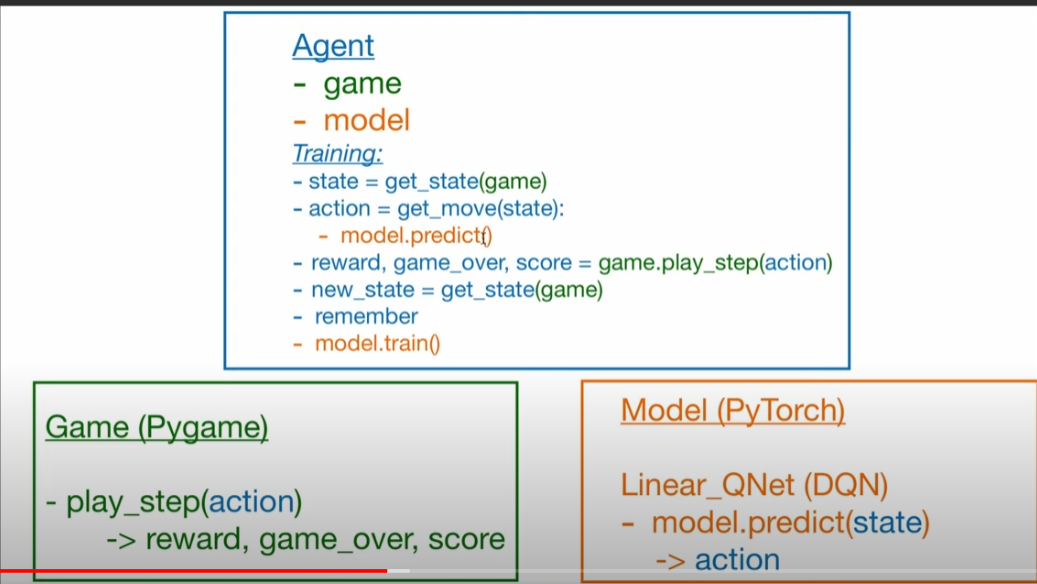 Agent
- game
- model
Training:
- state = get_state(game)
- action = get_move(state):
- model.predict()
- reward, game_over, score = game.play_step(action)
- new_state = get_state(game)
- remember
- model.train()
Game (Pygame)
- play_step(action)
-> reward, game_over, score
Model (PyTorch)
Linear_QNet (DQN)
- model.predict(state)
-> action